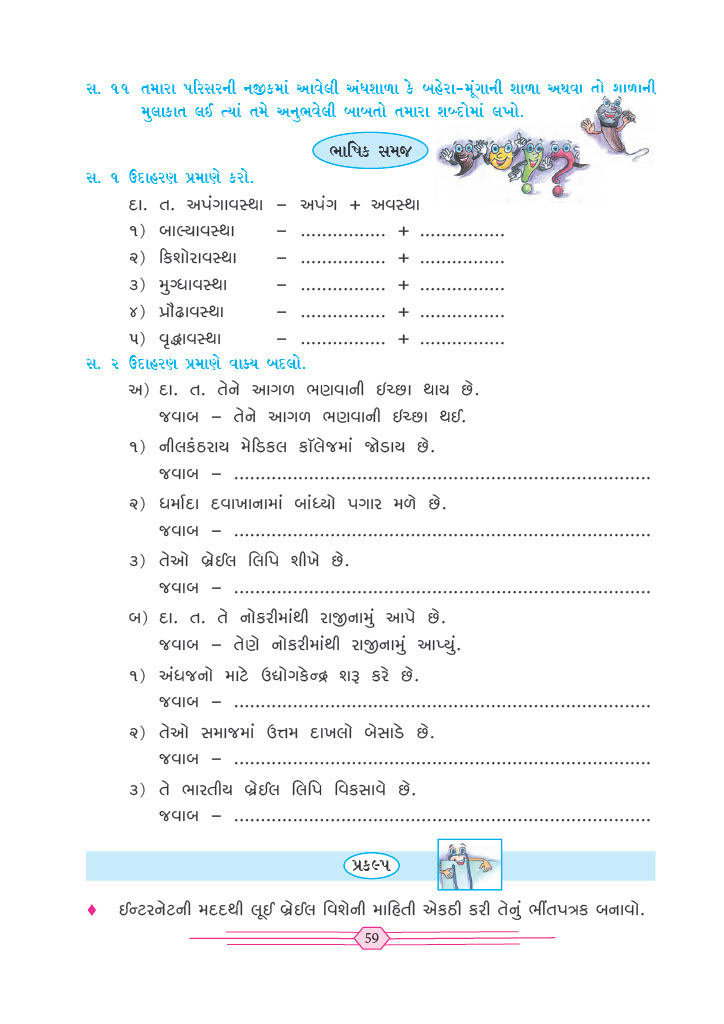 સ. ૧૧ તમારા પરિસરની નજીકમાં આવેલી અંધશાળા કે બહેરા-મૂંગાની શાળા અથવા તો શાળાની
મુલાકાત લઈ ત્યાં તમે અનુભવેલી બાબતો તમારા શબ્દોમાં લખો.
ભાષિક સમજ
સ. ૧ ઉદાહરણ પ્રમાણે કરો.
દા. ત. અપંગાવસ્થા – અપંગ + અવસ્થા
૧) બાલ્યાવસ્થા – ................ + ................
૨) કિશોરાવસ્થા – ................ + ................
૩) મુગ્ધાવસ્થા – ................ + ................
૪) પ્રૌઢાવસ્થા – ................ + ................
૫) વૃદ્ધાવસ્થા – ................ + ................
સ. ૨ ઉદાહરણ પ્રમાણે વાક્ય બદલો.
અ) દા. ત. તેને આગળ ભણવાની ઈચ્છા થાય છે.
જવાબ – તેને આગળ ભણવાની ઈચ્છા થઈ.
૧) નીલકંઠરાય મેડિકલ કૉલેજમાં જોડાય છે.
જવાબ – ................................................................................
૨) ધર્માદા દવાખાનામાં બાંધ્યો પગાર મળે છે.
જવાબ – ................................................................................
૩) તેઓ બ્રેઈલ લિપિ શીખે છે.
જવાબ – ................................................................................
બ) દા. ત. તે નોકરીમાંથી રાજીનામું આપે છે.
જવાબ – તેણે નોકરીમાંથી રાજીનામું આપ્યું.
૧) અંધજનો માટે ઉદ્યોગકેન્દ્ર શરૂ કરે છે.
જવાબ – ................................................................................
૨) તેઓ સમાજમાં ઉત્તમ દાખલો બેસાડે છે.
જવાબ – ................................................................................
૩) તે ભારતીય બ્રેઈલ લિપિ વિકસાવે છે.
જવાબ – ................................................................................
પ્રકલ્પ
♦ ઈન્ટરનેટની મદદથી લૂઈ બ્રેઈલ વિશેની માહિતી એકઠી કરી તેનું ભીંતપત્રક બનાવો.
59